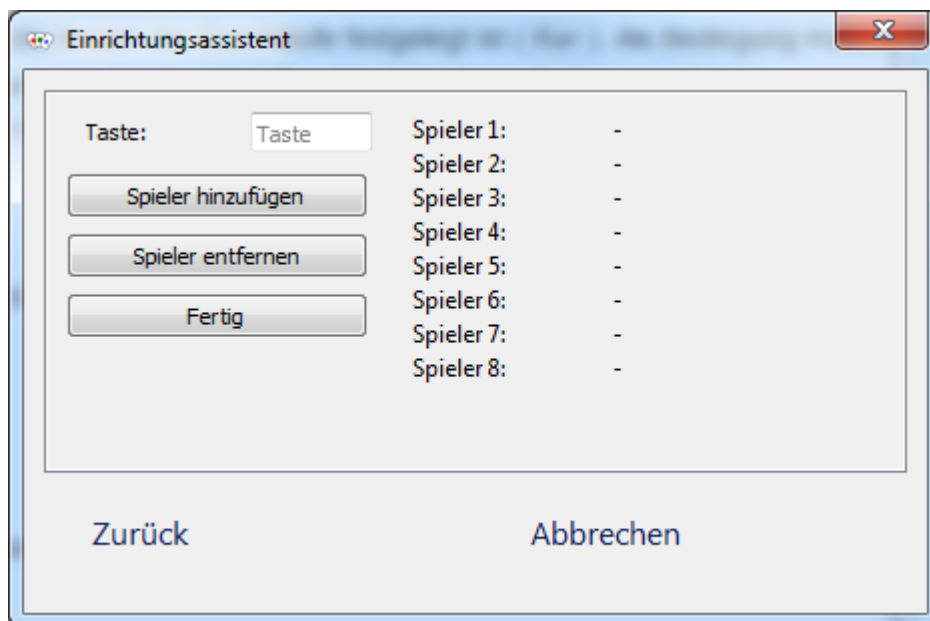 Einrichtungsassistent
Taste: Taste
Spieler hinzufügen
Spieler entfernen
Fertig
Spieler 1: -
Spieler 2: -
Spieler 3: -
Spieler 4: -
Spieler 5: -
Spieler 6: -
Spieler 7: -
Spieler 8: -
Zurück
Abbrechen